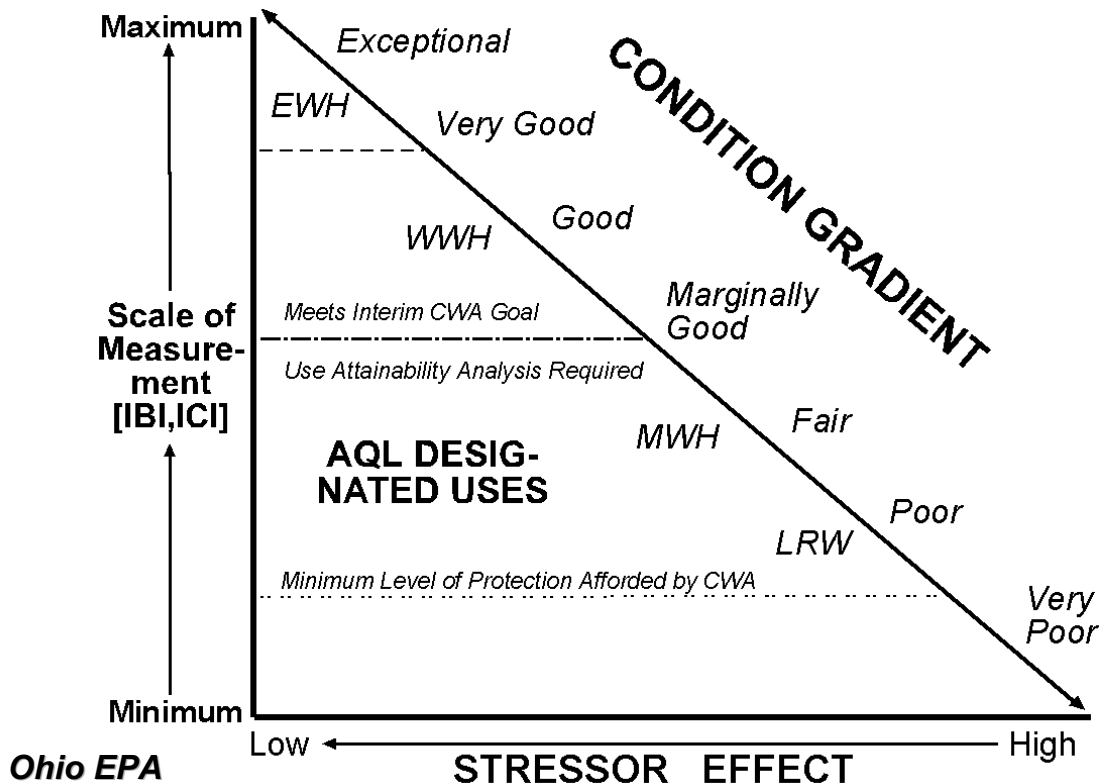 Maximum
Exceptional
CONDITION GRADIENT
EWH
Very Good
Good
WWH
Marginally
Good
Meets Interim CWA Goal
Scale of
Measure-
ment
[IBI,ICI]
Use Attainability Analysis Required
Fair
MWH
AQL DESIG-
NATED USES
Poor
LRW
Minimum Level of Protection Afforded by CWA
Very
Poor
Minimum
Low
High
Ohio EPA
STRESSOR EFFECT